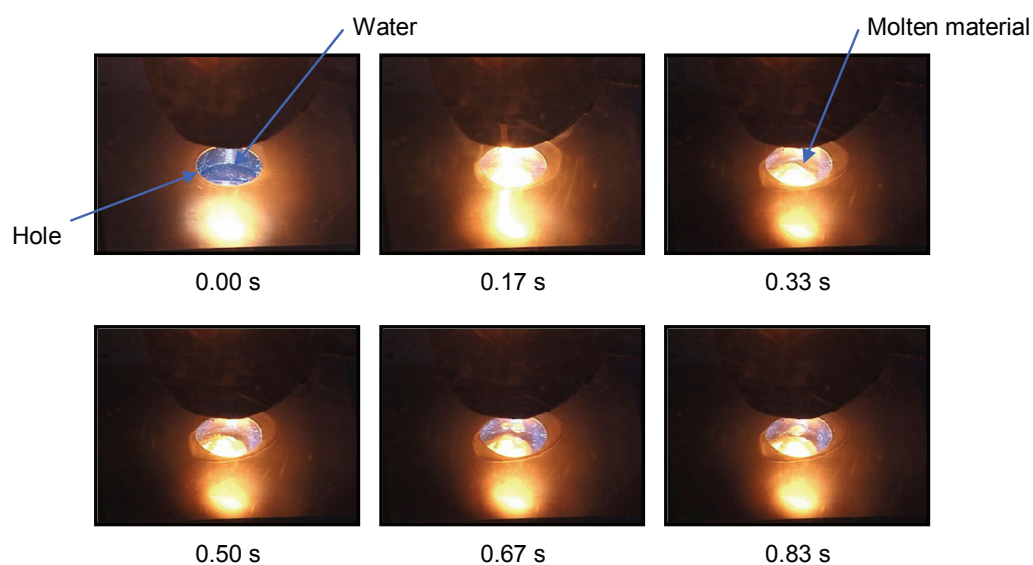 Water
Molten material
Hole
0.00 s
0.17 s
0.33 s
0.50 s
0.67 s
0.83 s